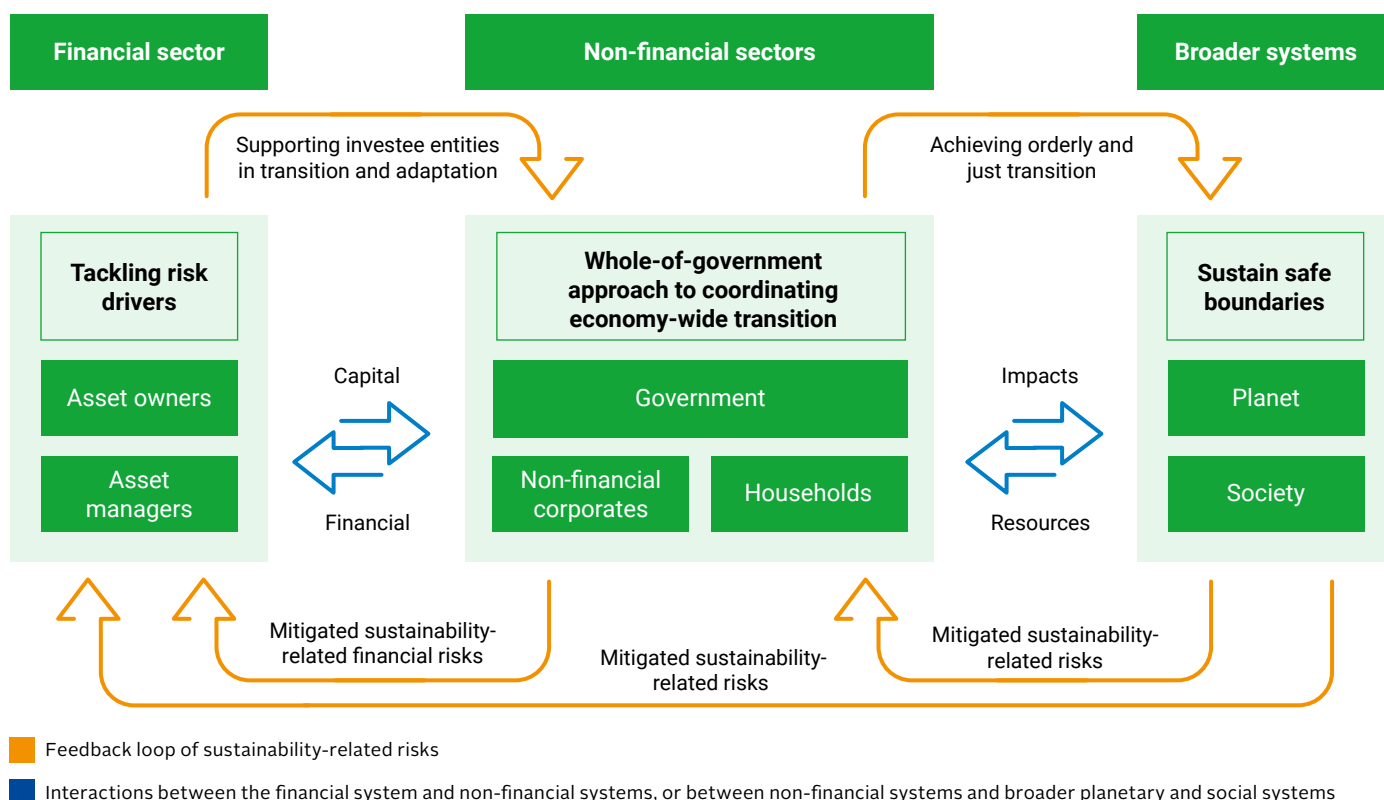 Financial sector
Non-financial sectors
Broader systems
Supporting investee entities
in transition and adaptation
Achieving orderly and
just transition
Tackling risk
drivers
Asset owners
Asset
managers
Capital
Financial
Whole-of-government
approach to coordinating
economy-wide transition
Government
Non-financial
corporates
Households
Impacts
Resources
Sustain safe
boundaries
Planet
Society
Mitigated sustainability-
related financial risks
Mitigated sustainability-
related risks
Mitigated sustainability-
related risks
Feedback loop of sustainability-related risks
Interactions between the financial system and non-financial systems, or between non-financial systems and broader planetary and social systems